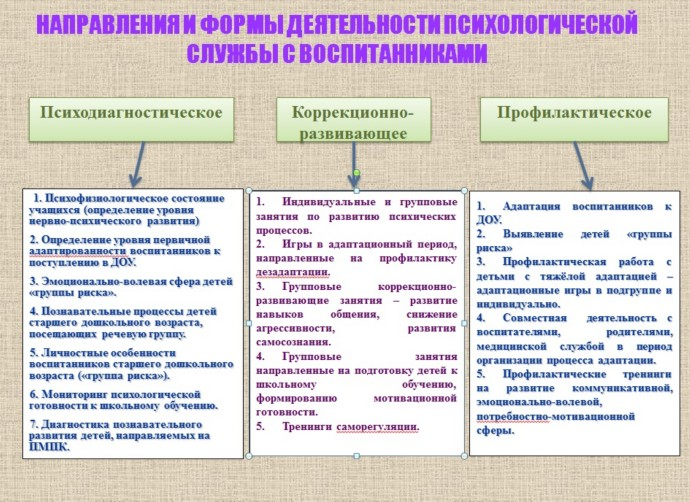 НАПРАВЛЕНИЯ И ФОРМЫ ДЕЯТЕЛЬНОСТИ ПСИХОЛОГИЧЕСКОЙ
СЛУЖБЫ С ВОСПИТАННИКАМИ
Психодиагностическое
Коррекционно-
развивающее
Профилактическое
1. Психофизиологическое состояние
учащихся (определение уровня
нервно-психического развития)
2. Определение уровня первичной
адаптированности воспитанников к
поступлению в ДОУ.
3. Эмоционально-волевая сфера детей
«группы риска».
4. Познавательные процессы детей
старшего дошкольного возраста,
посещающих речевую группу.
5. Личностные особенности
воспитанников старшего дошкольного
возраста («группа риска»).
6. Мониторинг психологической
готовности к школьному обучению.
7. Диагностика познавательного
развития детей, направляемых на
ПМПК.
1. Индивидуальные и групповые
занятия по развитию психических
процессов.
2. Игры в адаптационный период,
направленные на профилактику
дезадаптации.
3. Групповые коррекционно-
развивающие занятия – развитие
навыков общения, снижение
агрессивности, развития
самосознания.
4. Групповые занятия
направленные на подготовку детей к
школьному обучению,
формированию мотивационной
готовности.
5. Тренинги саморегуляции.
1. Адаптация воспитанников к
ДОУ.
2. Выявление детей «группы
риска»
3. Профилактическая работа с
детьми с тяжёлой адаптацией –
адаптационные игры в подгруппе и
индивидуально.
4. Совместная деятельность с
воспитателями, родителями,
медицинской службой в период
организации процесса адаптации.
5. Профилактические тренинги
на развитие коммуникативной,
эмоционально-волевой,
потребностно-мотивационной
сферы.